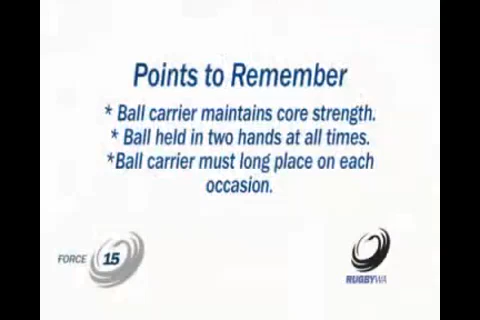 Points to Remember
* Ball carrier maintains core strength.
* Ball held in two hands at all times.
*Ball carrier must long place on each
occasion.
FORCE 15
RUGBYWA